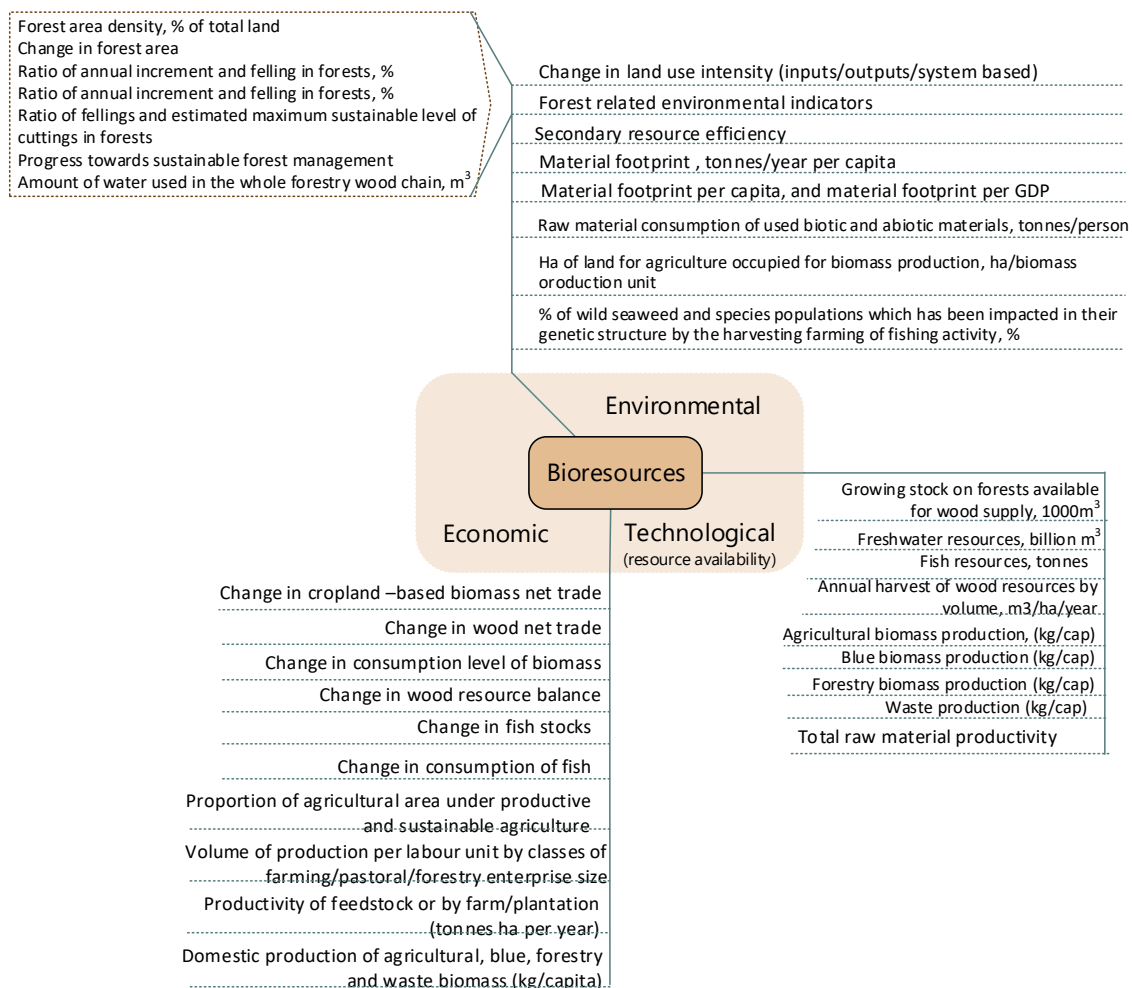 Forest area density, % of total land
Change in forest area
Ratio of annual increment and felling in forests, %
Ratio of annual increment and felling in forests, %
Ratio of fellings and estimated maximum sustainable level of
cuttings in forests
Progress towards sustainable forest management
Amount of water used in the whole forestry wood chain, m³
Change in land use intensity (inputs/outputs/system based)
Forest related environmental indicators
Secondary resource efficiency
Material footprint , tonnes/year per capita
Material footprint per capita, and material footprint per GDP
Raw material consumption of used biotic and abiotic materials, tonnes/person
Ha of land for agriculture occupied for biomass production, ha/biomass
oroduction unit
% of wild seaweed and species populations which has been impacted in their
genetic structure by the harvesting farming of fishing activity, %
Environmental
Bioresources
Economic
Technological
(resource availability)
Growing stock on forests available
for wood supply, 1000m³
Freshwater resources, billion m³
Fish resources, tonnes
Annual harvest of wood resources by
volume, m3/ha/year
Agricultural biomass production, (kg/cap)
Blue biomass production (kg/cap)
Forestry biomass production (kg/cap)
Waste production (kg/cap)
Total raw material productivity
Change in cropland –based biomass net trade
Change in wood net trade
Change in consumption level of biomass
Change in wood resource balance
Change in fish stocks
Change in consumption of fish
Proportion of agricultural area under productive
and sustainable agriculture
Volume of production per labour unit by classes of
farming/pastoral/forestry enterprise size
Productivity of feedstock or by farm/plantation
(tonnes ha per year)
Domestic production of agricultural, blue, forestry
and waste biomass (kg/capita)